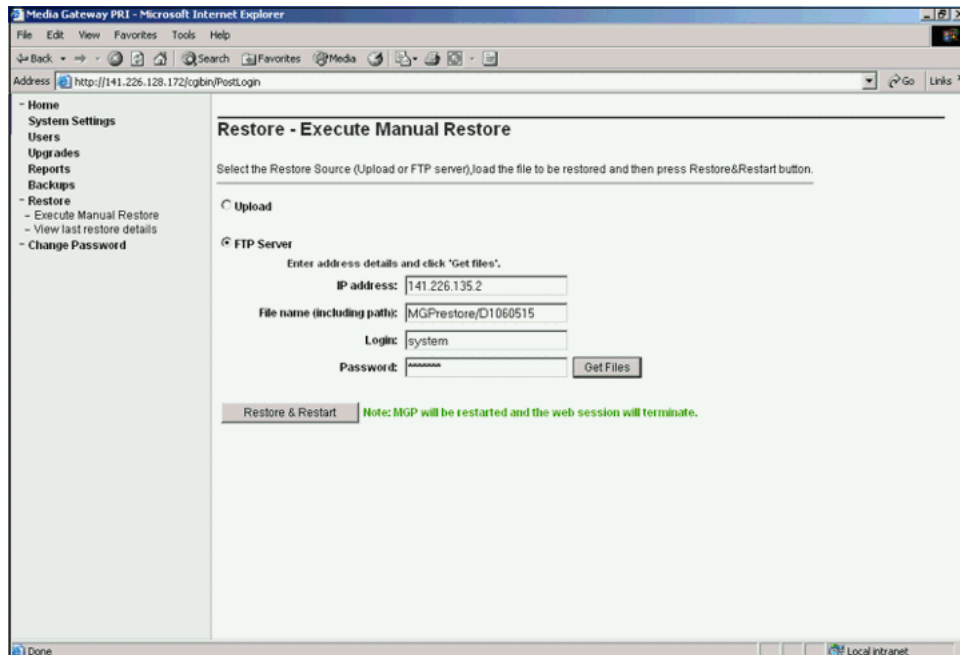 Media Gateway PRI - Microsoft Internet Explorer
File Edit View Favorites Tools Help
Back Search Favorites Media
Address http://141.226.128.172/cgibin/PostLogin Go Links
- Home
System Settings
Users
Upgrades
Reports
Backups
- Restore
- Execute Manual Restore
- View last restore details
- Change Password
Restore - Execute Manual Restore
Select the Restore Source (Upload or FTP server),load the file to be restored and then press Restore&Restart button.
Upload
FTP Server
Enter address details and click 'Get files'.
IP address: 141.226.135.2
File name (including path): MGPrestore/D1060515
Login: system
Password: ******* Get Files
Restore & Restart Note: MGP will be restarted and the web session will terminate.
Done Local intranet